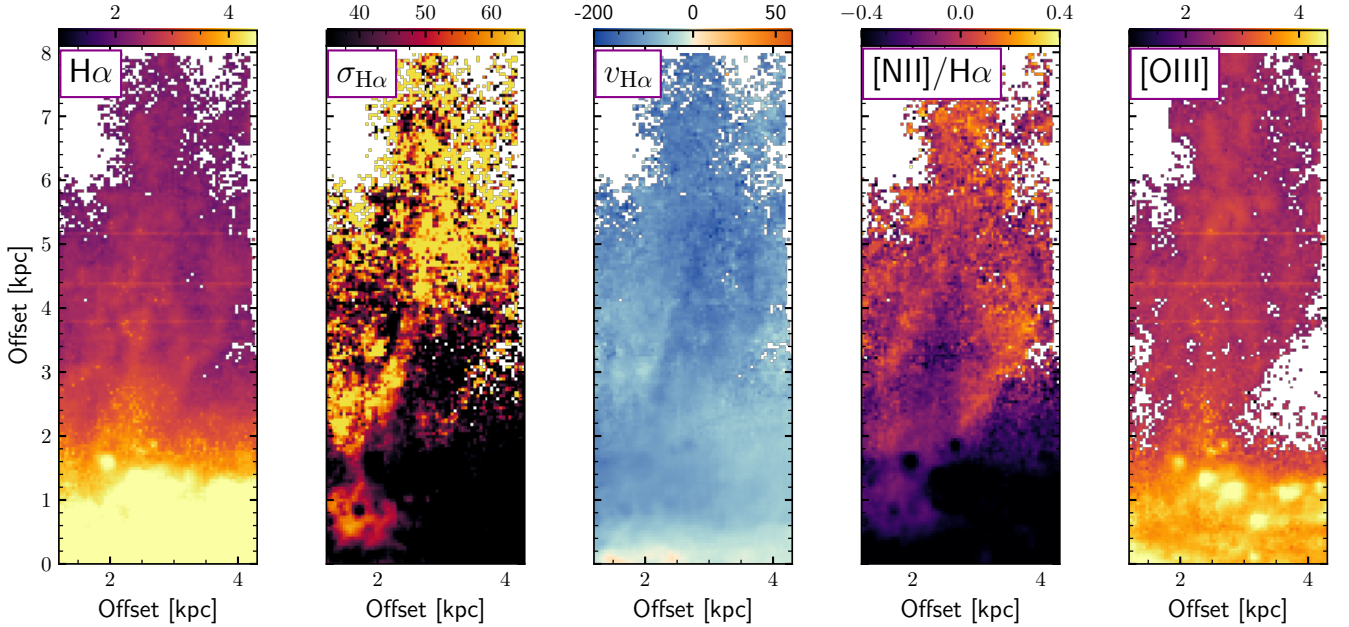 2 4
40 50 60
-200 0 50
−0.4 0.0 0.4
2 4
Hα
σHα
vHα
[NII]/Hα
[OIII]
8
7
6
5
4
3
2
1
0
Offset [kpc]
2 4
2 4
2 4
2 4
2 4
Offset [kpc]
Offset [kpc]
Offset [kpc]
Offset [kpc]
Offset [kpc]